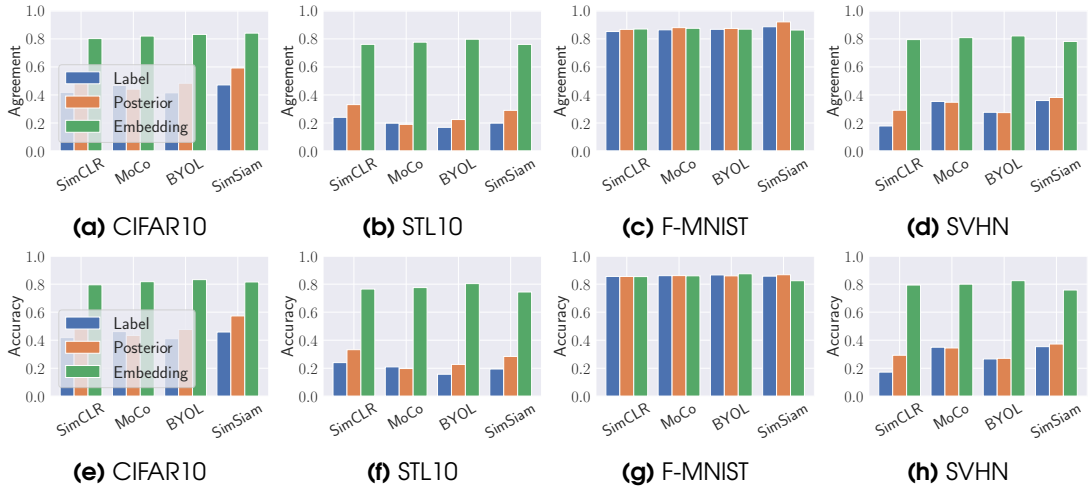 1.0
0.8
0.6
0.4
0.2
0.0
Agreement
Label
Posterior
Embedding
SimCLR
MoCo
BYOL
SimSiam
(a) CIFAR10
1.0
0.8
0.6
0.4
0.2
0.0
Agreement
SimCLR
MoCo
BYOL
SimSiam
(b) STL10
1.0
0.8
0.6
0.4
0.2
0.0
Agreement
SimCLR
MoCo
BYOL
SimSiam
(c) F-MNIST
1.0
0.8
0.6
0.4
0.2
0.0
Agreement
SimCLR
MoCo
BYOL
SimSiam
(d) SVHN
1.0
0.8
0.6
0.4
0.2
0.0
Accuracy
Label
Posterior
Embedding
SimCLR
MoCo
BYOL
SimSiam
(e) CIFAR10
1.0
0.8
0.6
0.4
0.2
0.0
Accuracy
SimCLR
MoCo
BYOL
SimSiam
(f) STL10
1.0
0.8
0.6
0.4
0.2
0.0
Accuracy
SimCLR
MoCo
BYOL
SimSiam
(g) F-MNIST
1.0
0.8
0.6
0.4
0.2
0.0
Accuracy
SimCLR
MoCo
BYOL
SimSiam
(h) SVHN